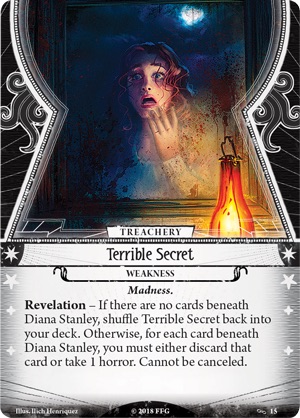 TREACHERY
Terrible Secret
WEAKNESS
Madness.
Revelation – If there are no cards beneath
Diana Stanley, shuffle Terrible Secret back into
your deck. Otherwise, for each card beneath
Diana Stanley, you must either discard that
card or take 1 horror. Cannot be canceled.
Illus. Ilich Henriquez
© 2018 FFG
15